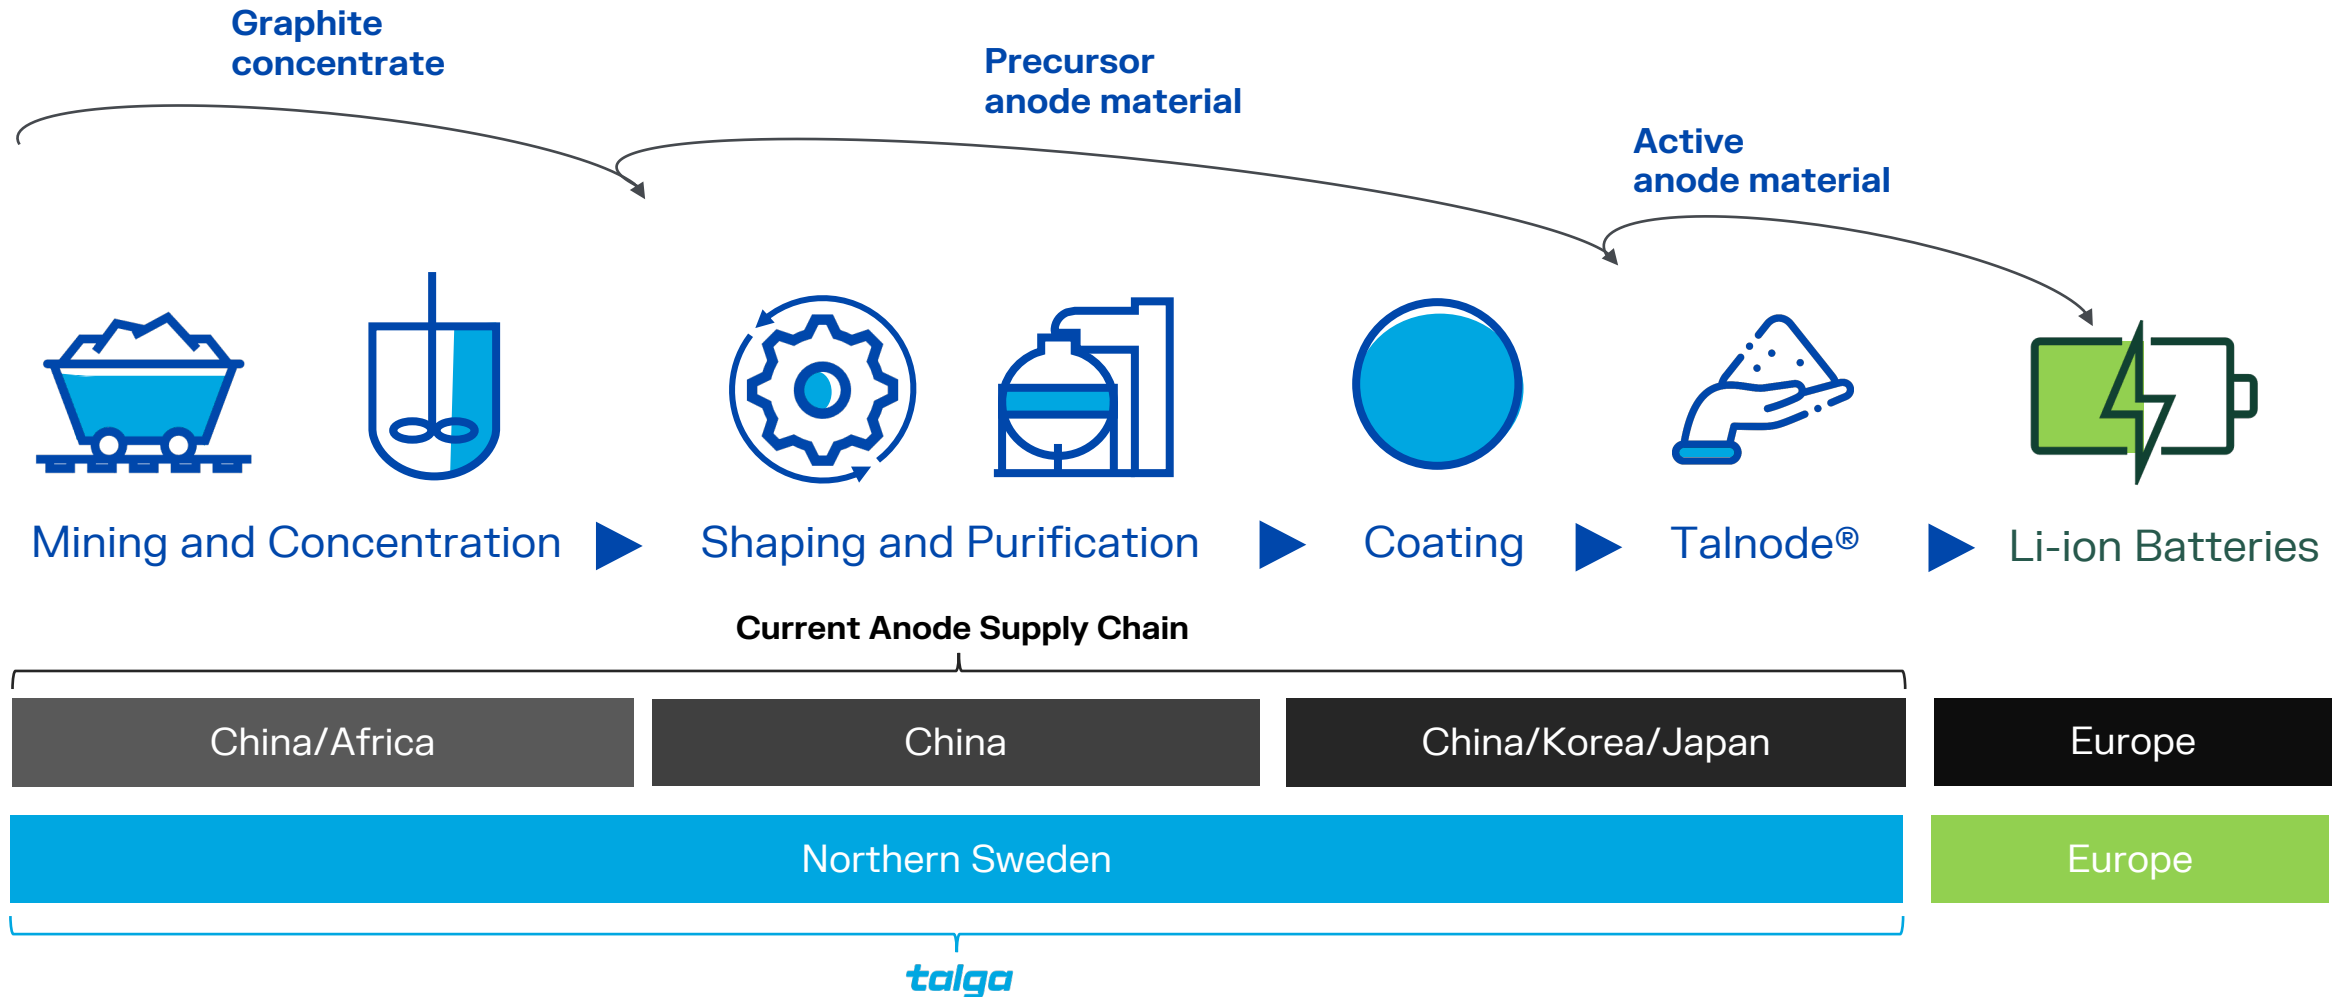 Graphite
concentrate
Precursor
anode material
Active
anode material
Mining and Concentration
Shaping and Purification
Coating
Talnode®
Li-ion Batteries
Current Anode Supply Chain
China/Africa
China
China/Korea/Japan
Europe
Northern Sweden
Europe
talga